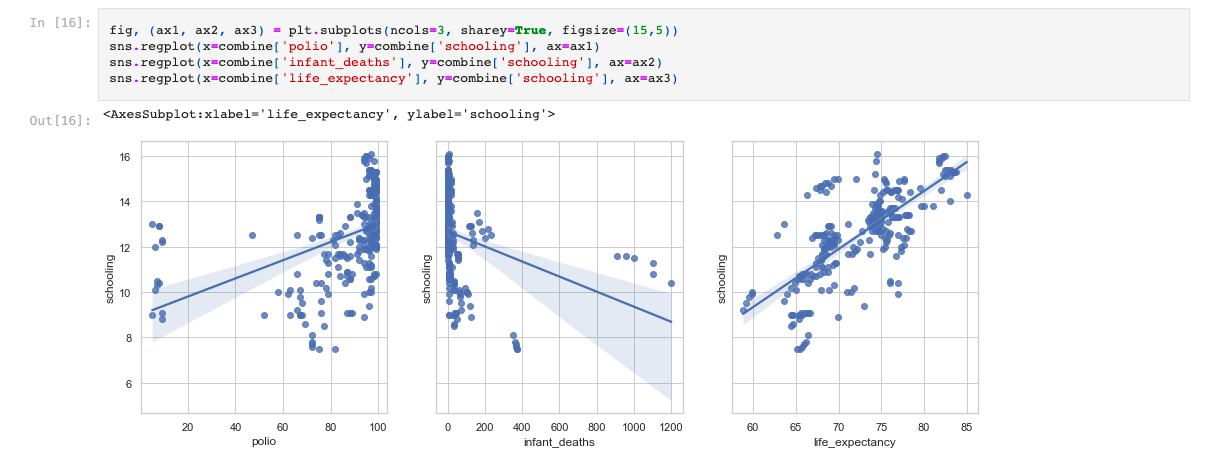 In [16]:
fig, (ax1, ax2, ax3) = plt.subplots(ncols=3, sharey=True, figsize=(15,5))
sns.regplot(x=combine['polio'], y=combine['schooling'], ax=ax1)
sns.regplot(x=combine['infant_deaths'], y=combine['schooling'], ax=ax2)
sns.regplot(x=combine['life_expectancy'], y=combine['schooling'], ax=ax3)
Out[16]:
<AxesSubplot:xlabel='life_expectancy', ylabel='schooling'>
16
14
12
10
8
6
schooling
20 40 60 80 100
polio
schooling
0 200 400 600 800 1000 1200
infant_deaths
schooling
60 65 70 75 80 85
life_expectancy